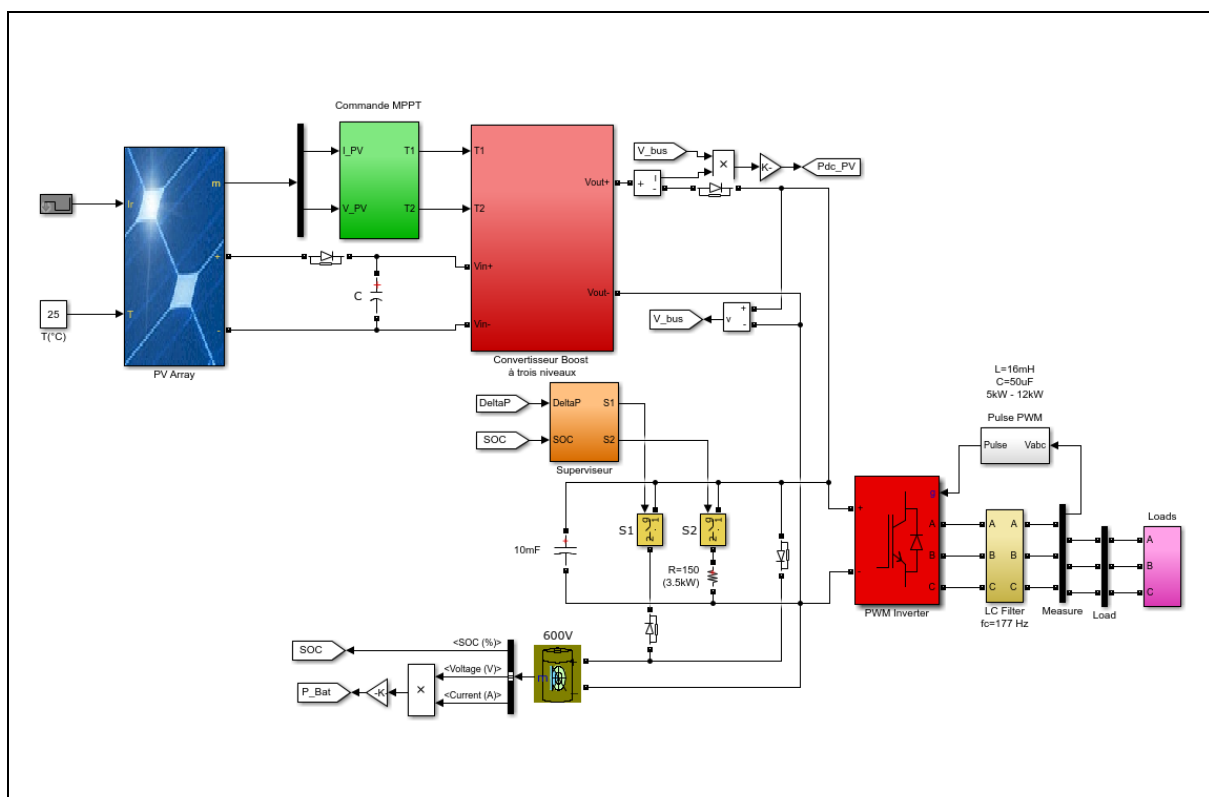 Commande MPPT
I_PV
V_PV
T1
T2
T1
T2
Vin+
Vin-
Vout+
Vout-
Convertisseur Boost
à trois niveaux
Ir
T
m
+
-
PV Array
25
T(°C)
C
V_bus
+
I
-
×
K-
Pdc_PV
V_bus
v
+
-
DeltaP
SOC
DeltaP
SOC
S1
S2
Superviseur
L=16mH
C=50uF
5kW - 12kW
Pulse PWM
Pulse
Vabc
10mF
S1
S2
R=150
(3.5kW)
g
+
-
A
B
C
PWM Inverter
A
B
C
A
B
C
LC Filter
fc=177 Hz
Measure
Load
Loads
A
B
C
600V
m
SOC
P_Bat
-K-
×
<SOC (%)>
<Voltage (V)>
<Current (A)>